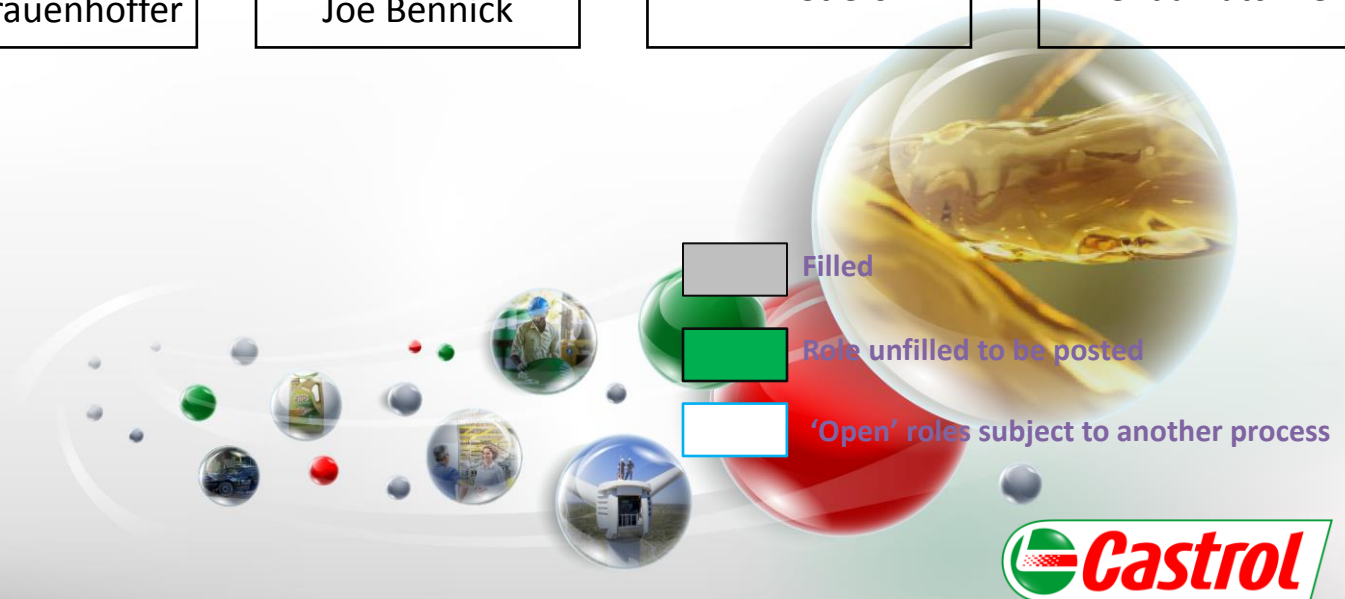 rauenhoffer
Joe Bennick
Filled
Role unfilled to be posted
‘Open’ roles subject to another process
Castrol